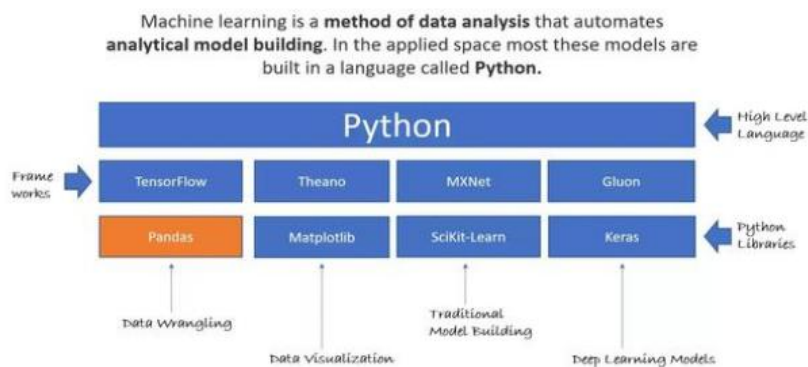 Machine learning is a method of data analysis that automates
analytical model building. In the applied space most these models are
built in a language called Python.
Python
High Level
Language
Frame
works
TensorFlow
Theano
MXNet
Gluon
Pandas
Matplotlib
SciKit-Learn
Keras
Python
Libraries
Data Wrangling
Data Visualization
Traditional
Model Building
Deep Learning Models